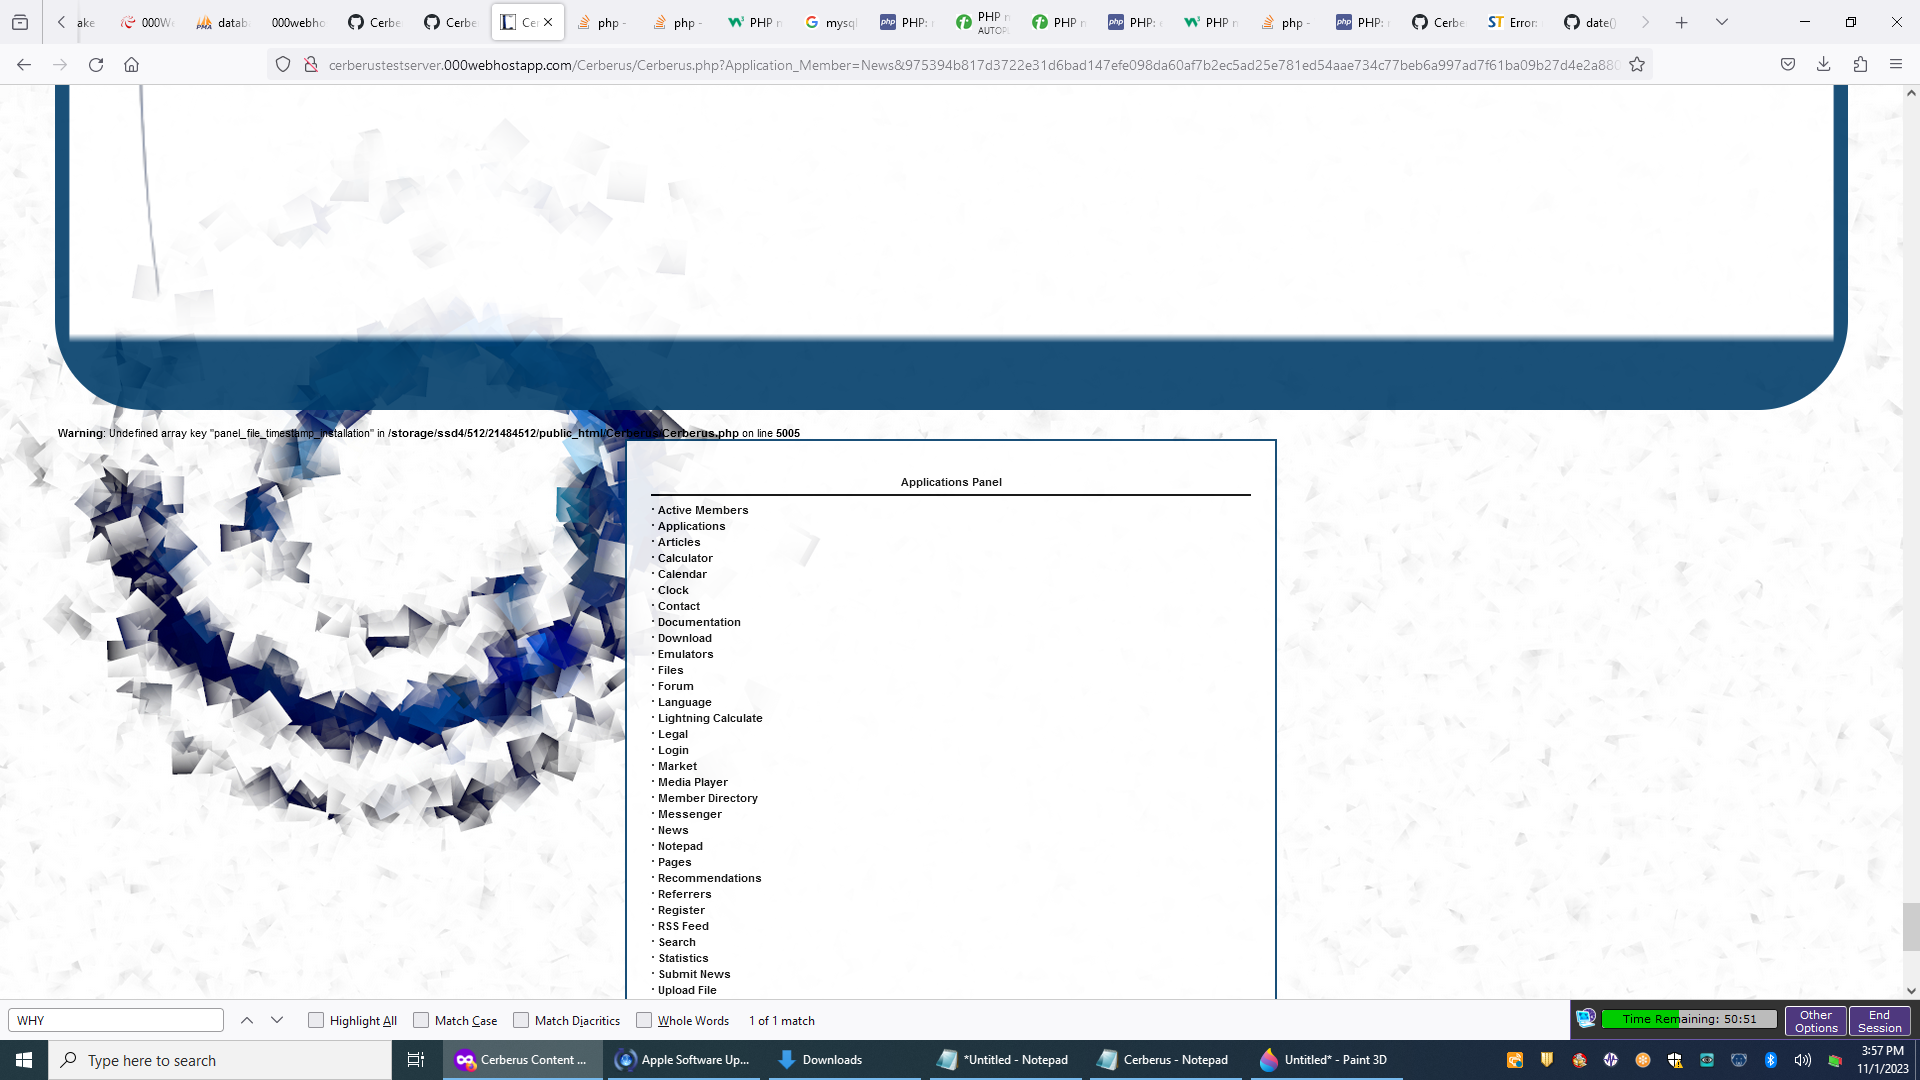 ake
000We
datab
000webho
Cerbe
Cerbe
Ce
php -
php -
PHP n
mysql
PHP: 
PHP n
AUTOPL
PHP n
PHP: 
PHP n
php -
PHP: 
Cerbe
Error:
date()
cerberustestserver.000webhostapp.com/Cerberus/Cerberus.php?Application_Member=News&975394b817d3722e31d6bad147efe098da60af7b2ec5ad25e781ed54aae734c77beb6a997ad7f61ba09b27d4e2a880
Warning: Undefined array key "panel_file_timestamp_installation" in /storage/ssd4/512/21484512/public_html/Cerberus/Cerberus.php on line 5005
Applications Panel
· Active Members
· Applications
· Articles
· Calculator
· Calendar
· Clock
· Contact
· Documentation
· Download
· Emulators
· Files
· Forum
· Language
· Lightning Calculate
· Legal
· Login
· Market
· Media Player
· Member Directory
· Messenger
· News
· Notepad
· Pages
· Recommendations
· Referrers
· Register
· RSS Feed
· Search
· Statistics
· Submit News
· Upload File
WHY
Highlight All
Match Case
Match Diacritics
Whole Words
1 of 1 match
Time Remaining: 50:51
Other Options
End Session
Type here to search
Cerberus Content ...
Apple Software Up...
Downloads
*Untitled - Notepad
Cerberus - Notepad
Untitled* - Paint 3D
3:57 PM
11/1/2023